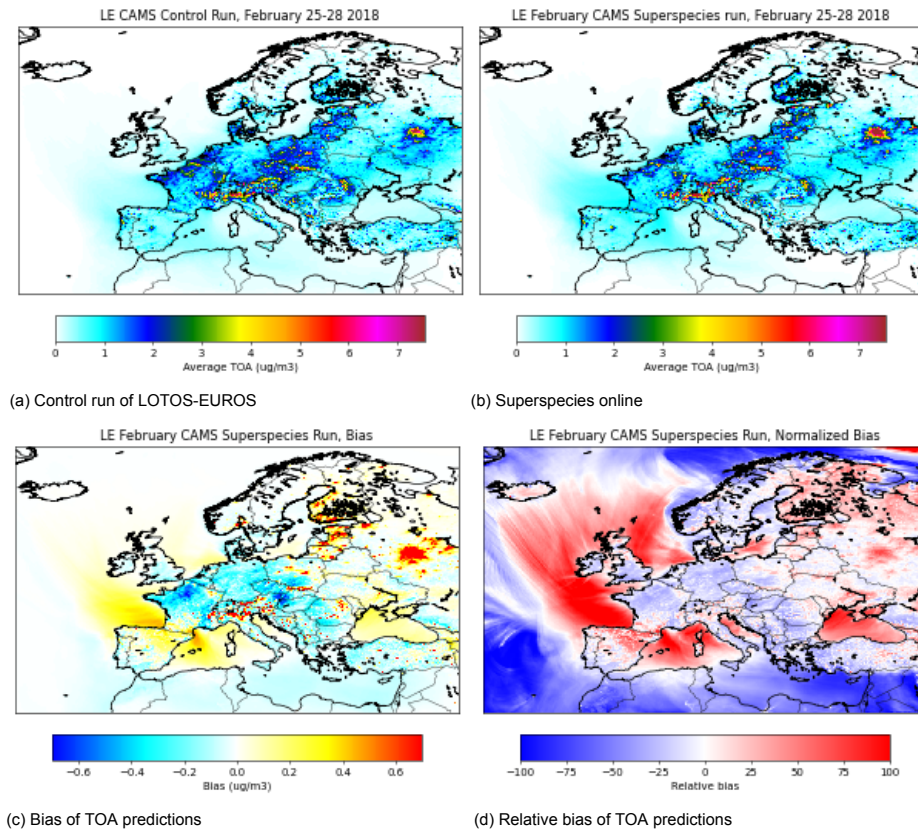 LE CAMS Control Run, February 25-28 2018
LE February CAMS Superspecies run, February 25-28 2018
0 1 2 3 4 5 6 7
Average TOA (ug/m3)
0 1 2 3 4 5 6 7
Average TOA (ug/m3)
(a) Control run of LOTOS-EUROS
(b) Superspecies online
LE February CAMS Superspecies Run, Bias
LE February CAMS Superspecies Run, Normalized Bias
−0.6 −0.4 −0.2 0.0 0.2 0.4 0.6
Bias (ug/m3)
−100 −75 −50 −25 0 25 50 75 100
Relative bias
(c) Bias of TOA predictions
(d) Relative bias of TOA predictions